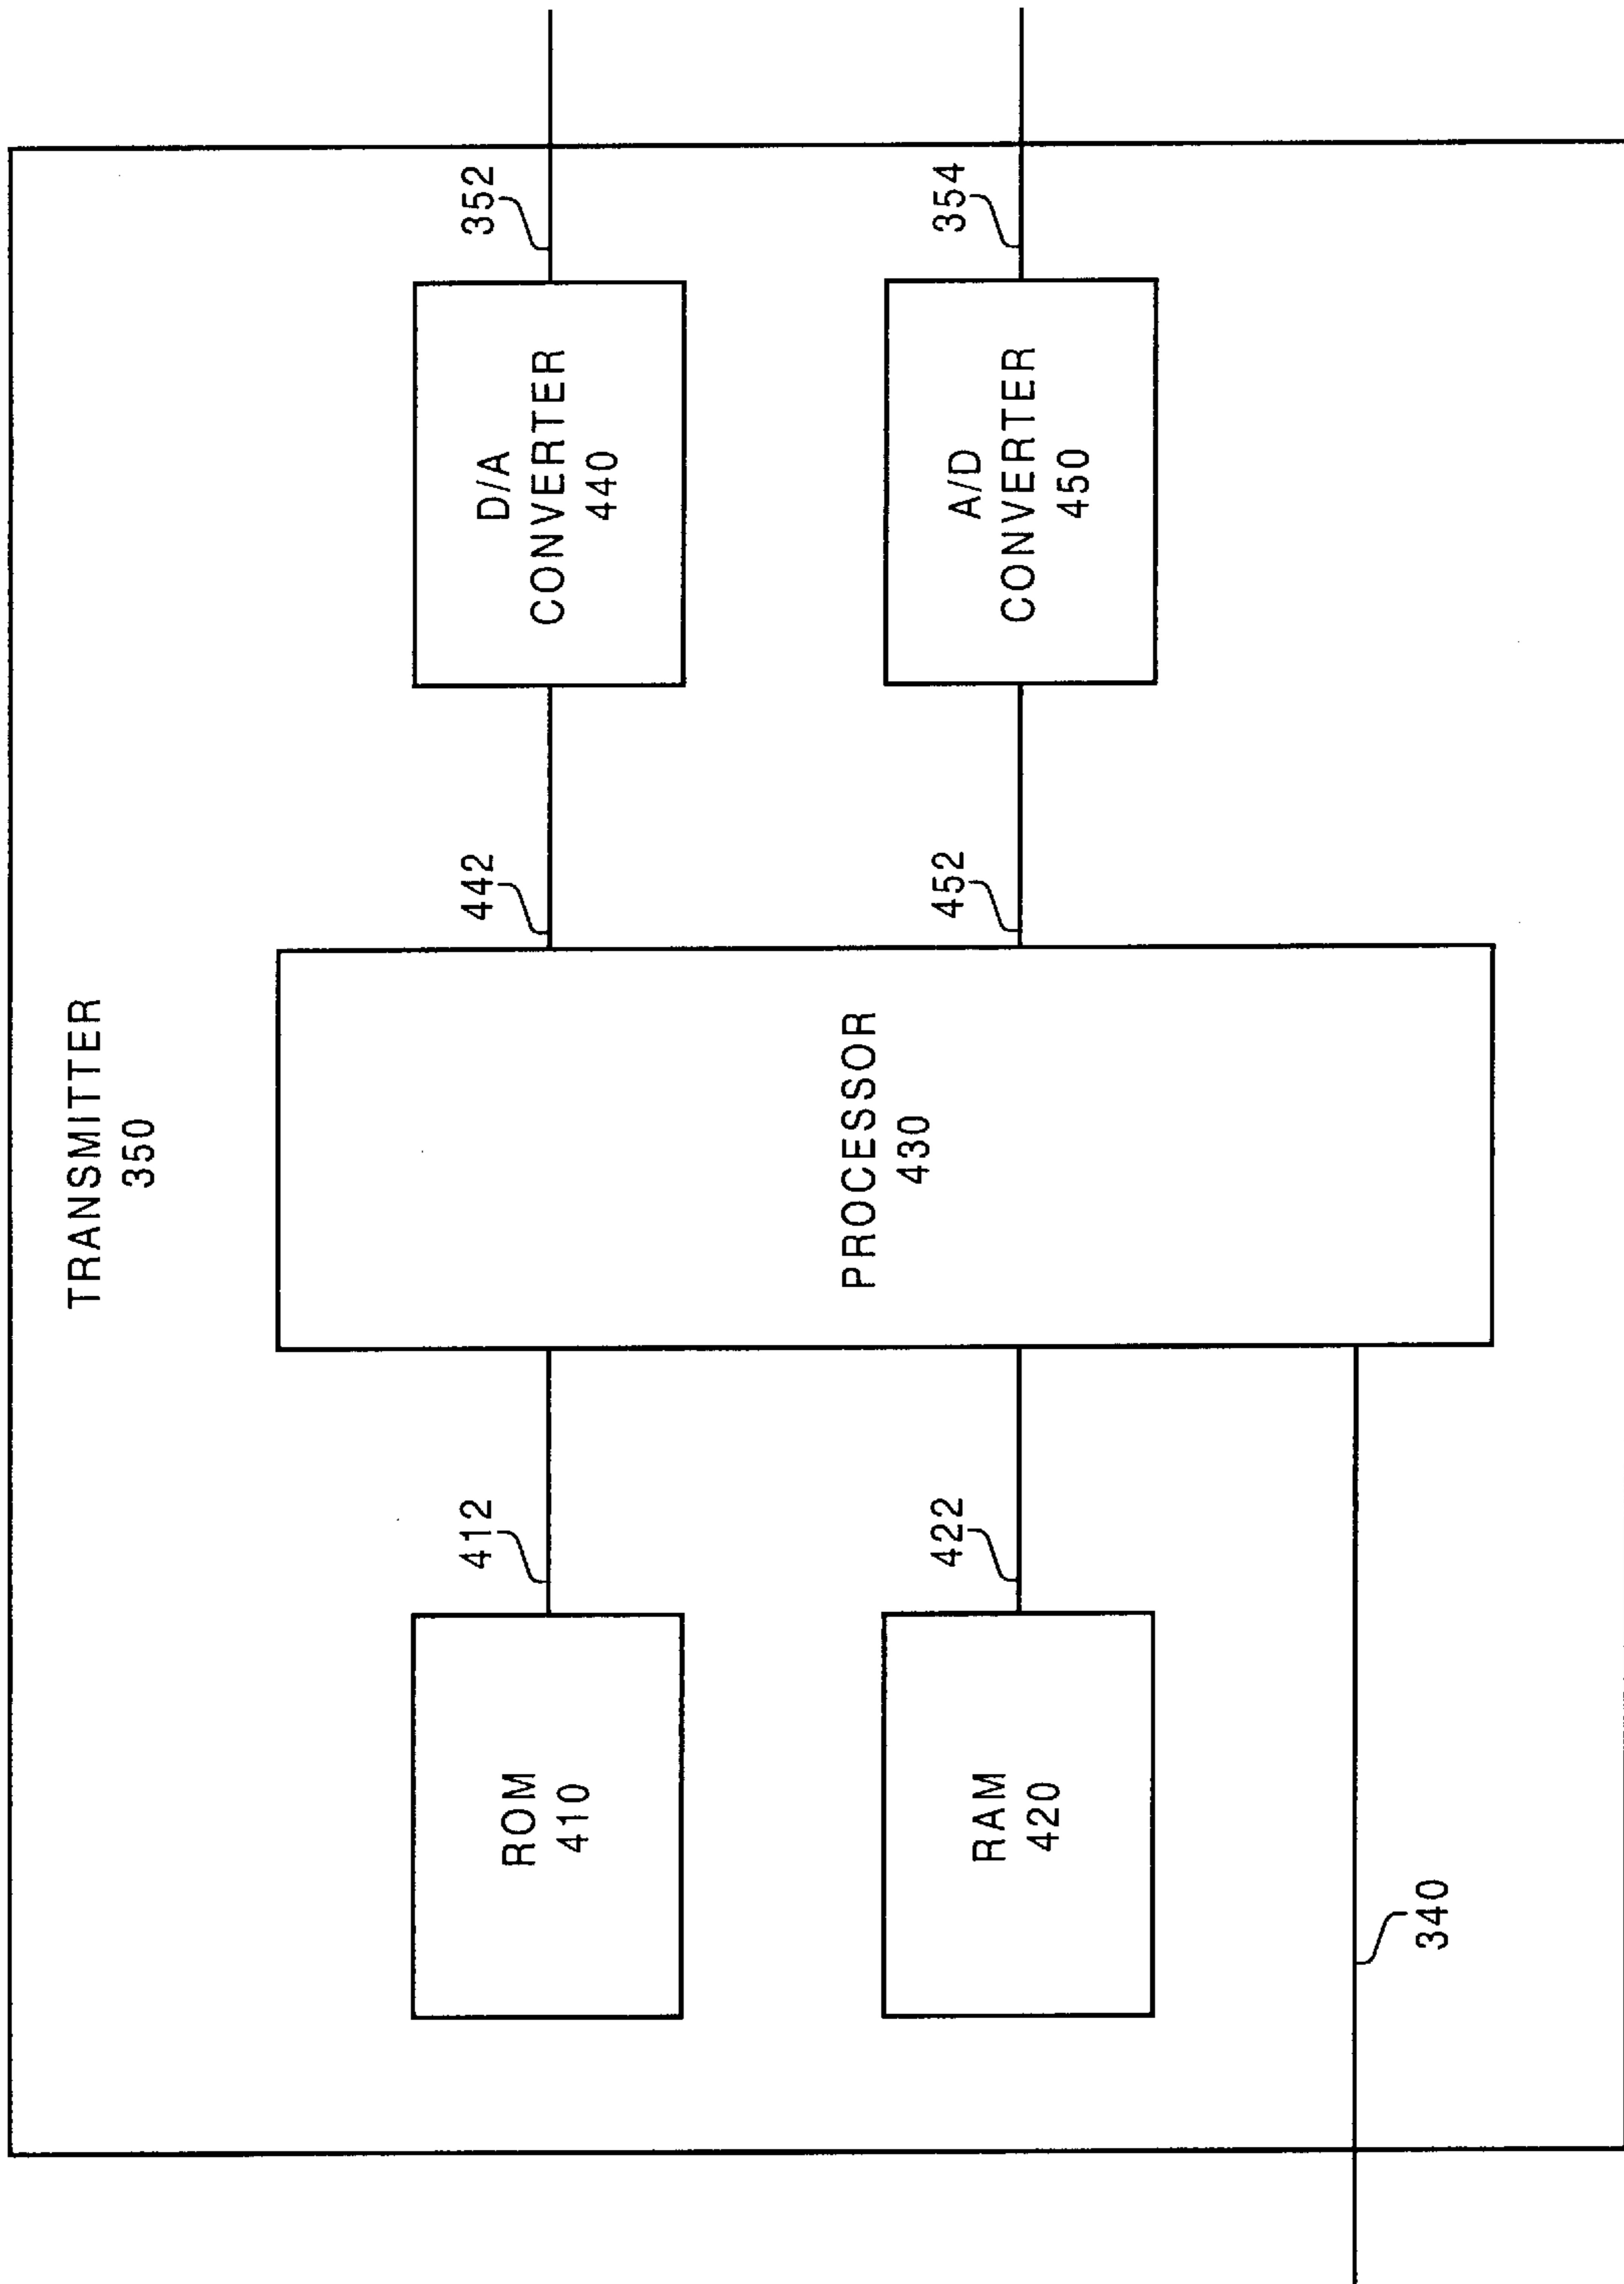 TRANSMITTER
350
ROM
410
412
RAM
420
422
340
PROCESSOR
430
442
D/A
CONVERTER
440
352
452
A/D
CONVERTER
450
354